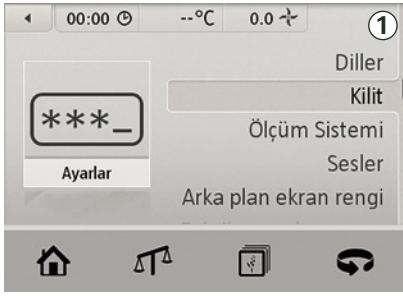 00:00 --°C 0.0 1
Diller
Kilit
***_
Ölçüm Sistemi
Sesler
Ayarlar
Arka plan ekran rengi